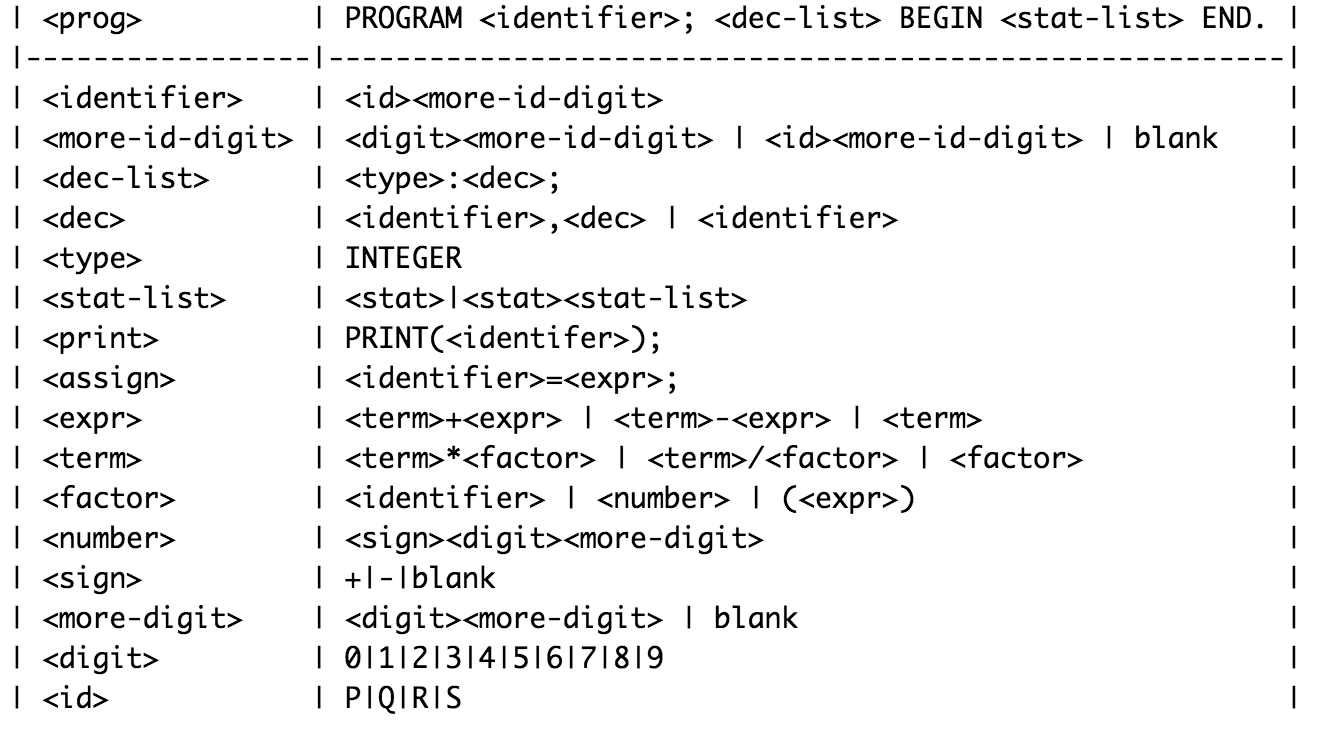 | <prog>           | PROGRAM <identifier>; <dec-list> BEGIN <stat-list> END. |
|-----------------|---------------------------------------------------------|
| <identifier>    | <id><more-id-digit>                                     |
| <more-id-digit> | <digit><more-id-digit> | <id><more-id-digit> | blank    |
| <dec-list>      | <type>:<dec>;                                           |
| <dec>           | <identifier>,<dec> | <identifier>                       |
| <type>          | INTEGER                                                 |
| <stat-list>     | <stat>|<stat><stat-list>                                |
| <print>         | PRINT(<identifer>);                                     |
| <assign>        | <identifier>=<expr>;                                    |
| <expr>          | <term>+<expr> | <term>-<expr> | <term>                  |
| <term>          | <term>*<factor> | <term>/<factor> | <factor>            |
| <factor>        | <identifier> | <number> | (<expr>)                      |
| <number>        | <sign><digit><more-digit>                               |
| <sign>          | +|-|blank                                               |
| <more-digit>    | <digit><more-digit> | blank                             |
| <digit>         | 0|1|2|3|4|5|6|7|8|9                                     |
| <id>            | P|Q|R|S                                                 |